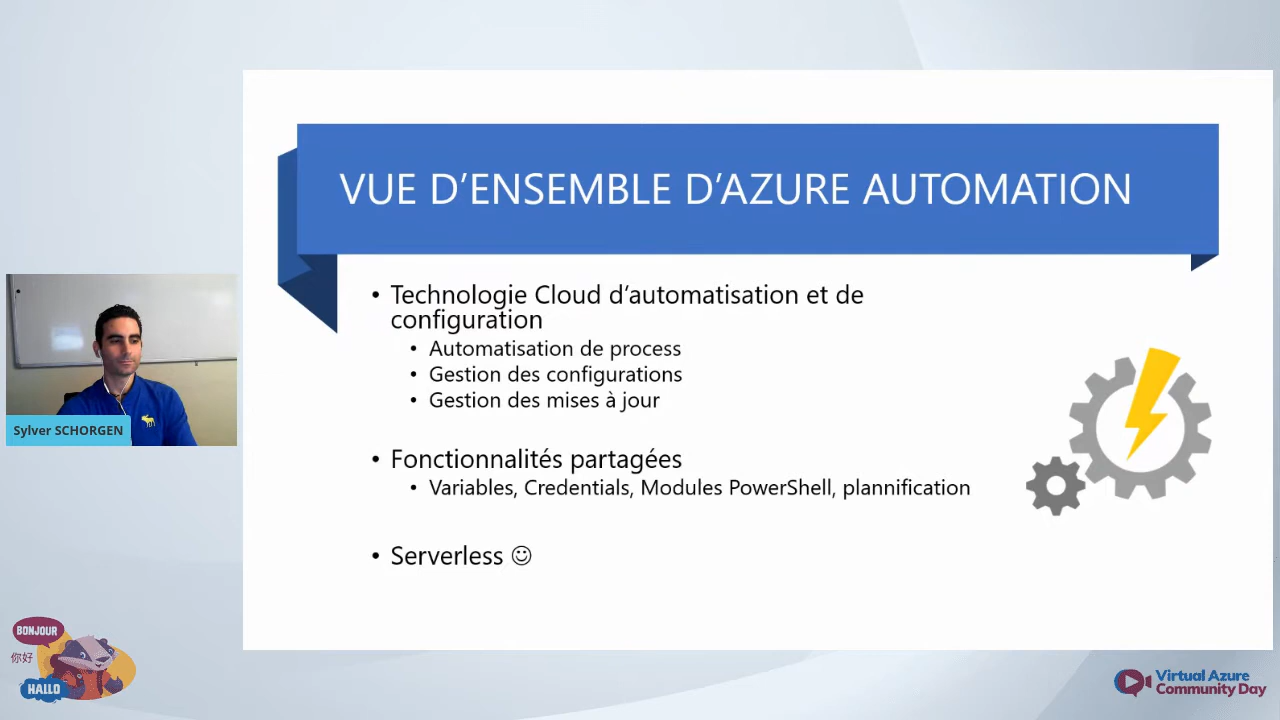 VUE D’ENSEMBLE D’AZURE AUTOMATION
• Technologie Cloud d’automatisation et de
configuration
• Automatisation de process
• Gestion des configurations
• Gestion des mises à jour
• Fonctionnalités partagées
• Variables, Credentials, Modules PowerShell, plannification
• Serverless ☺
Sylver SCHORGEN
BONJOUR
你好
HALLO
Virtual Azure
Community Day